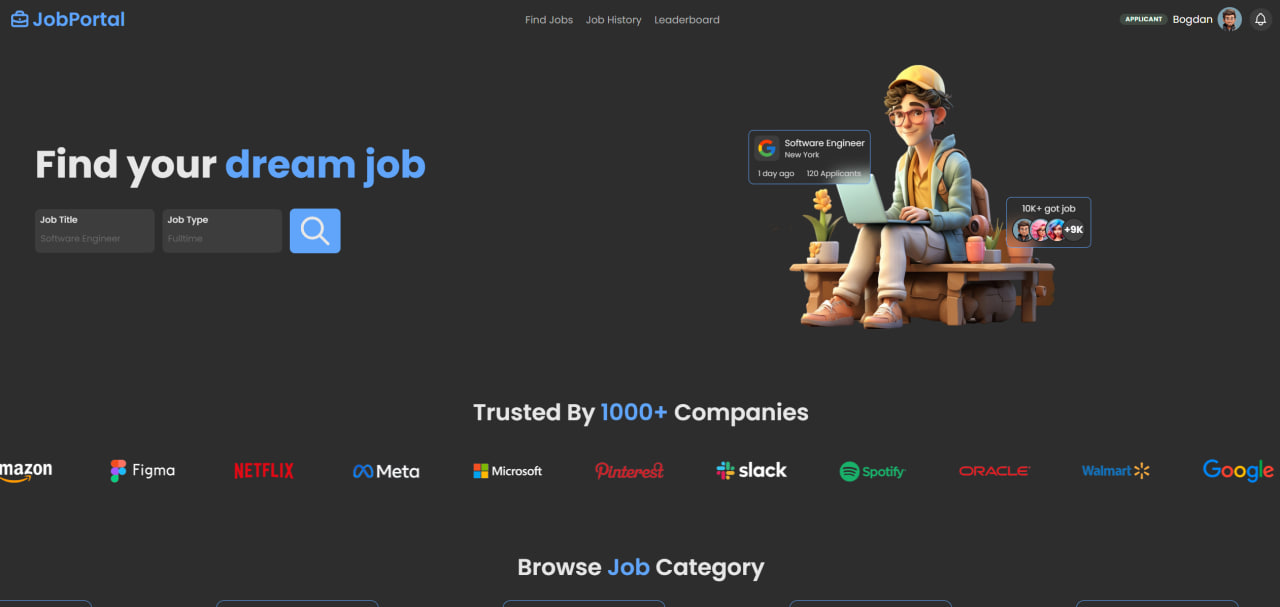 JobPortal
Find Jobs
Job History
Leaderboard
APPLICANT
Bogdan
Find your dream job
Job Title
Software Engineer
Job Type
Fulltime
Software Engineer
New York
1 day ago
120 Applicants
10K+ got job
+9K
Trusted By 1000+ Companies
mazon
Figma
NETFLIX
Meta
Microsoft
Pinterest
slack
Spotify
ORACLE
Walmart
Google
Browse Job Category